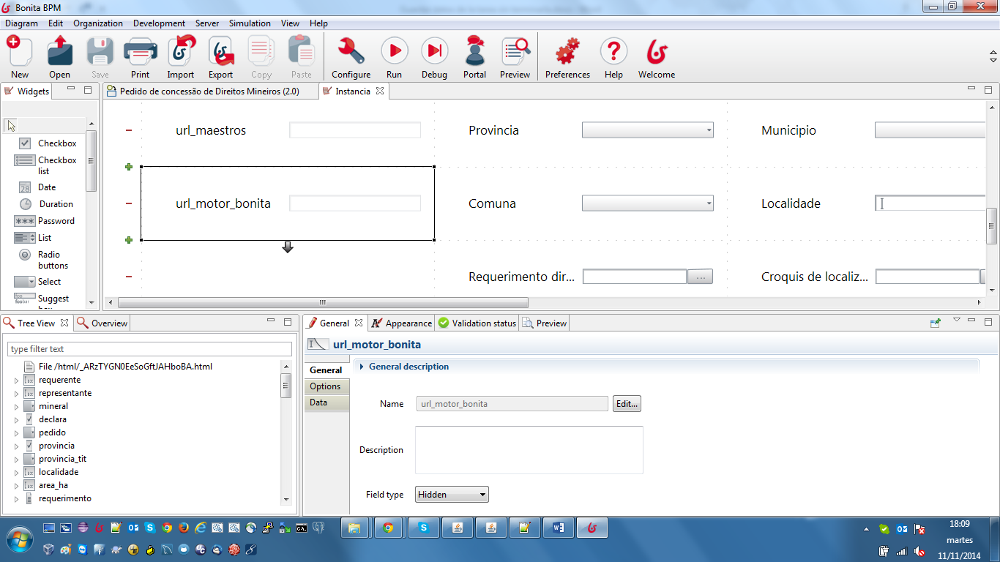 Bonita BPM
Diagram Edit Organization Development Server Simulation View Help
New Open Save Print Import Export Copy Paste Configure Run Debug Portal Preview Preferences Help Welcome
Widgets
Pedido de concessão de Direitos Mineiros (2.0) Instancia
Checkbox
Checkbox
list
Date
Duration
Password
List
Radio
buttons
Select
Suggest
url_maestros Provincia Municipio
url_motor_bonita Comuna Localidade
Requerimento dir... ... Croquis de localiz...
Tree View Overview
type filter text
File /html/_ARzTYGN0EeSoGftJAHboBA.html
requerente
representante
mineral
declara
pedido
provincia
provincia_tit
localidade
area_ha
requerimento
General Appearance Validation status Preview
url_motor_bonita
General
Options
Data
General description
Name url_motor_bonita Edit...
Description
Field type Hidden
18:09
martes
11/11/2014